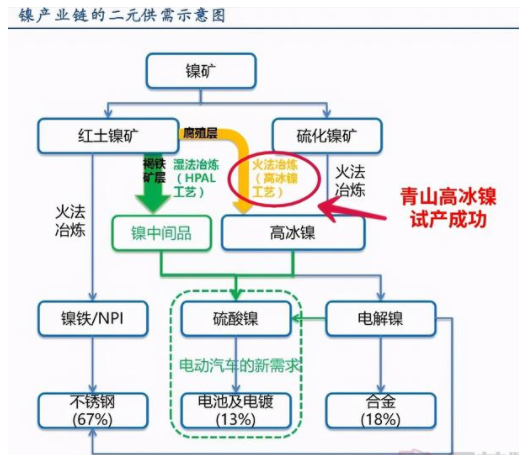 镍产业链的二元供需示意图
镍矿
红土镍矿
腐殖层
硫化镍矿
褐铁
矿层
湿法冶炼
（HPAL
工艺）
火法冶炼
（高冰镍
工艺）
火法
冶炼
火法
冶炼
青山高冰镍
试产成功
镍中间品
高冰镍
镍铁/NPI
硫酸镍
电解镍
电动汽车的新需求
不锈钢
(67%)
电池及电镀
(13%)
合金
(18%)